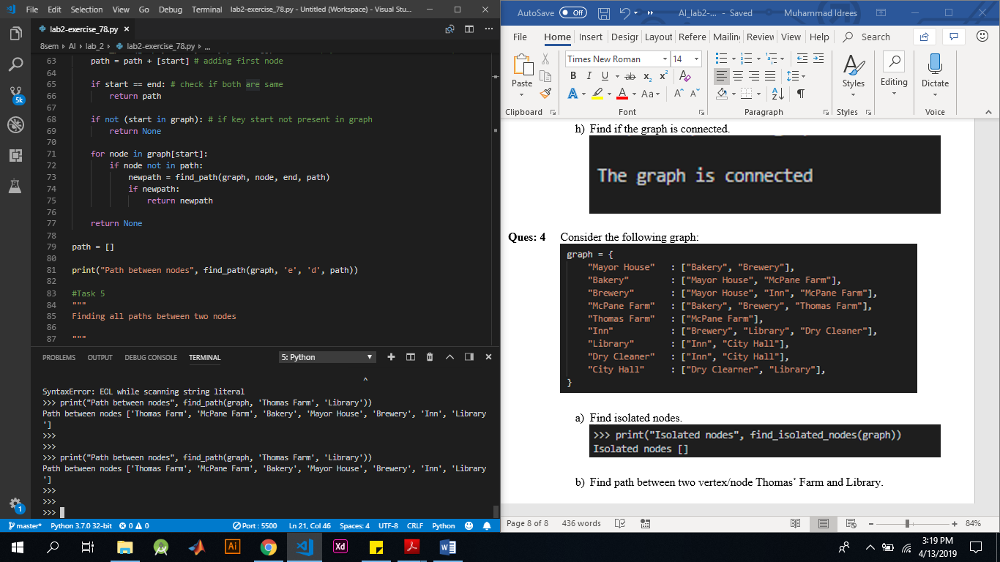 File Edit Selection View Go Debug Terminal lab2-exercise_78.py - Untitled (Workspace) - Visual Stu...
lab2-exercise_78.py ×
8sem › AI › lab_2 › lab2-exercise_78.py › ...
63 path = path + [start] # adding first node
64
65 if start == end: # check if both are same
66 return path
67
68 if not (start in graph): # if key start not present in graph
69 return None
70
71 for node in graph[start]:
72 if node not in path:
73 newpath = find_path(graph, node, end, path)
74 if newpath:
75 return newpath
76
77 return None
78
79 path = []
80
81 print("Path between nodes", find_path(graph, 'e', 'd', path))
82
83 #Task 5
84 """
85 Finding all paths between two nodes
86
87 """
5k
1
PROBLEMS OUTPUT DEBUG CONSOLE TERMINAL 5: Python
^
SyntaxError: EOL while scanning string literal
>>> print("Path between nodes", find_path(graph, 'Thomas Farm', 'Library'))
Path between nodes ['Thomas Farm', 'McPane Farm', 'Bakery', 'Mayor House', 'Brewery', 'Inn', 'Library
']
>>>
>>>
>>> print("Path between nodes", find_path(graph, 'Thomas Farm', 'Library'))
Path between nodes ['Thomas Farm', 'McPane Farm', 'Bakery', 'Mayor House', 'Brewery', 'Inn', 'Library
']
>>>
>>>
>>>
master* Python 3.7.0 32-bit 0 0 Port : 5500 Ln 21, Col 46 Spaces: 4 UTF-8 CRLF Python
AutoSave Off AI_lab2-... - Saved Muhammad Idrees
File Home Insert Desigr Layout Refere Mailin Review View Help Search
Paste
Clipboard
Times New Roman 14
B I U ab x₂ x²
A A Aa A A
Font
Paragraph
Styles
Styles
Editing
Dictate
Voice
h) Find if the graph is connected.
The graph is connected
Ques: 4 Consider the following graph:
graph = {
"Mayor House" : ["Bakery", "Brewery"],
"Bakery" : ["Mayor House", "McPane Farm"],
"Brewery" : ["Mayor House", "Inn", "McPane Farm"],
"McPane Farm" : ["Bakery", "Brewery", "Thomas Farm"],
"Thomas Farm" : ["McPane Farm"],
"Inn" : ["Brewery", "Library", "Dry Cleaner"],
"Library" : ["Inn", "City Hall"],
"Dry Cleaner" : ["Inn", "City Hall"],
"City Hall" : ["Dry Clearner", "Library"],
}
a) Find isolated nodes.
>>> print("Isolated nodes", find_isolated_nodes(graph))
Isolated nodes []
b) Find path between two vertex/node Thomas' Farm and Library.
Page 8 of 8 436 words 84%
Ai Xd
3:19 PM
4/13/2019